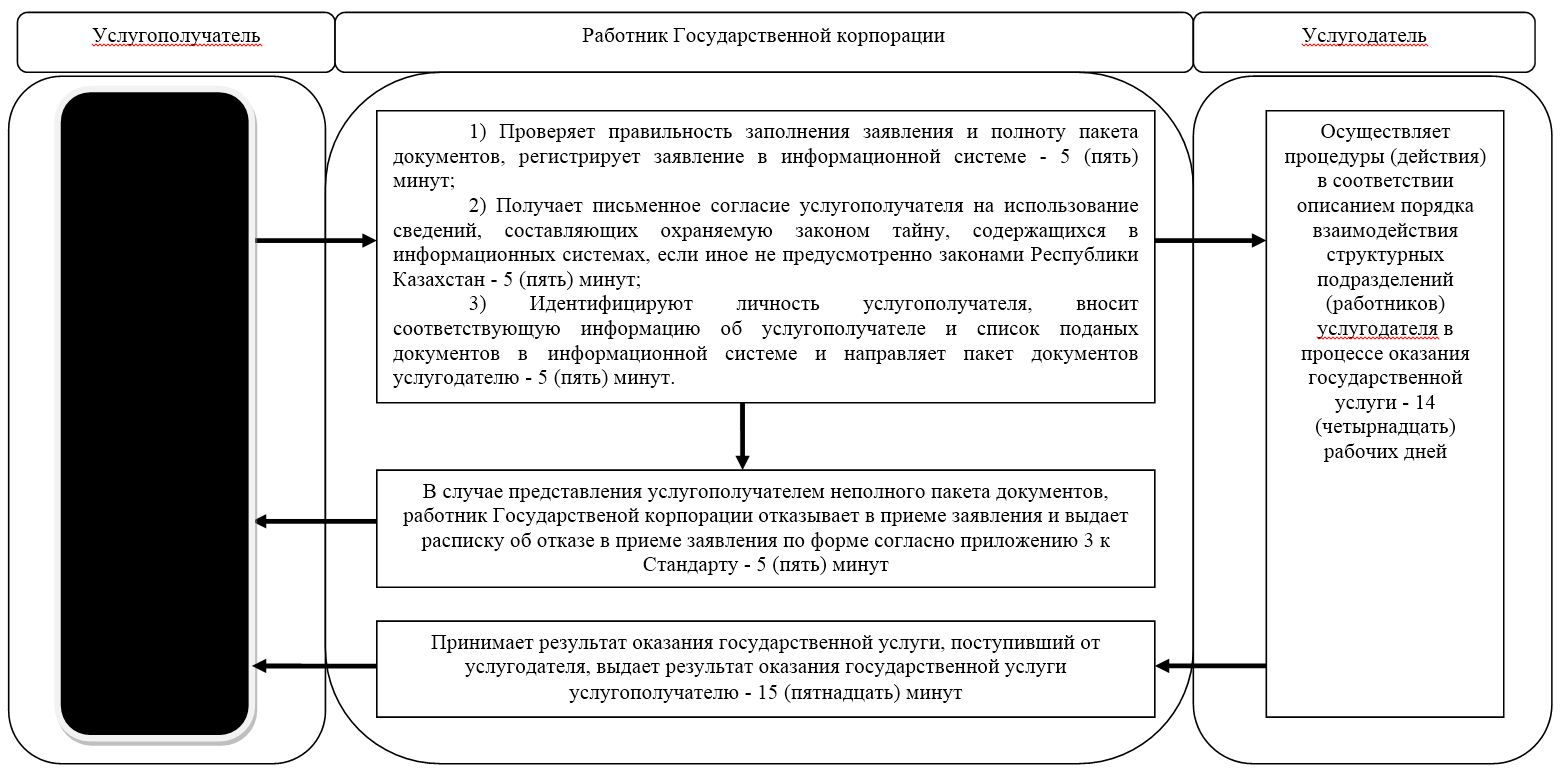 Услугополучатель
Работник Государственной корпорации
Услугодатель
1) Проверяет правильность заполнения заявления и полноту пакета
документов, регистрирует заявление в информационной системе - 5 (пять)
минут;
2) Получает письменное согласие услугополучателя на использование
сведений, составляющих охраняемую законом тайну, содержащихся в
информационных системах, если иное не предусмотренно законами Республики
Казахстан - 5 (пять) минут;
3) Идентифицируют личность услугополучателя, вносит
соответствующую информацию об услугополучателе и список поданых
документов в информационной системе и направляет пакет документов
услугодателю - 5 (пять) минут.
В случае представления услугополучателем неполного пакета документов,
работник Государственой корпорации отказывает в приеме заявления и выдает
расписку об отказе в приеме заявления по форме согласно приложению 3 к
Стандарту - 5 (пять) минут
Принимает результат оказания государственной услуги, поступивший от
услугодателя, выдает результат оказания государственной услуги
услугополучателю - 15 (пятнадцать) минут
Осуществляет
процедуры (действия)
в соответствии
описанием порядка
взаимодействия
структурных
подразделений
(работников)
услугодателя в
процессе оказания
государственной
услуги - 14
(четырнадцать)
рабочих дней